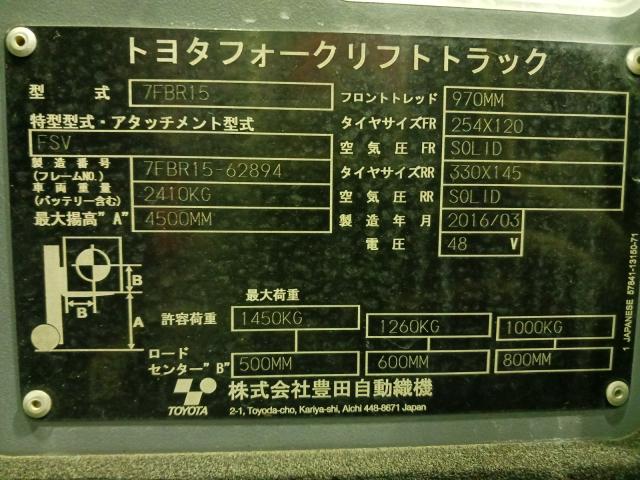 トヨタフォークリフトトラック
型式 7FBR15
特型型式・アタッチメント型式
FSV
製造番号(フレームNO.) 7FBR15-62894
車両重量(バッテリー含む) 2410KG
最大揚高"A" 4500MM
フロントトレッド 970MM
タイヤサイズFR 254X120
空気圧FR SOLID
タイヤサイズRR 330X145
空気圧RR SOLID
製造年月 2016/03
電圧 48 V
B
B
A
最大荷重
許容荷重 1450KG 1260KG 1000KG
ロードセンター"B" 500MM 600MM 800MM
TOYOTA
株式会社豊田自動織機
2-1, Toyoda-cho, Kariya-shi, Aichi 448-8671 Japan
1 JAPANESE 57841-13150-71